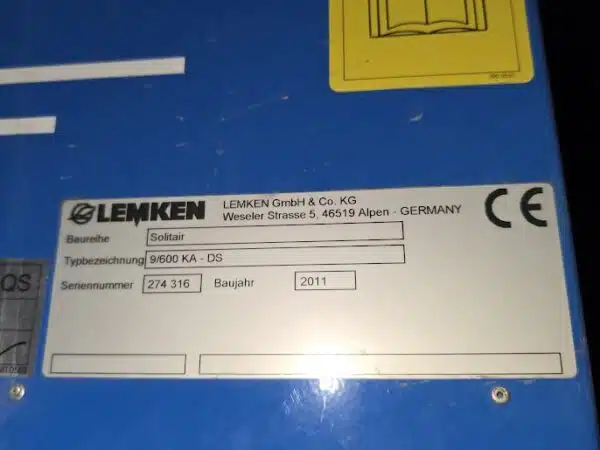 LEMKEN
LEMKEN GmbH & Co. KG
Weseler Strasse 5, 46519 Alpen - GERMANY
CE
Baureihe Solitair
Typbezeichnung 9/600 KA - DS
Seriennummer 274 316 Baujahr 2011
QS